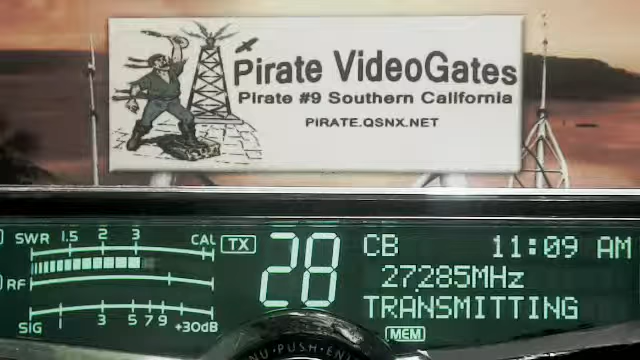 Pirate VideoGates
Pirate #9 Southern California
PIRATE.QSNX.NET
SWR 1.5 2 3 CAL TX 28 CB 11:09 AM
RF 27285MHz
TRANSMITTING
SIG 1 3 5 7 9 +30dB
MEM
PUSH